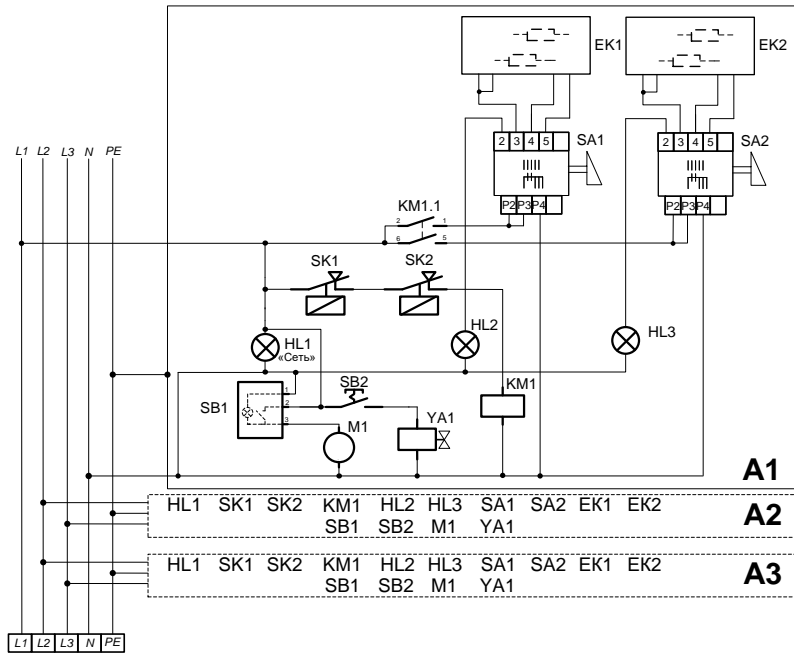 EK1 EK2
2 3 4 5 SA1 2 3 4 5 SA2
L1 L2 L3 N PE
P2 P3 P4 P2 P3 P4
KM1.1
2 1
6 5
SK1 SK2
HL2 HL3
HL1
«Сеть»
SB2 KM1
1
SB1 2 YA1
3 M1
A1
HL1 SK1 SK2 KM1 HL2 HL3 SA1 SA2 EK1 EK2
SB1 SB2 M1 YA1
A2
HL1 SK1 SK2 KM1 HL2 HL3 SA1 SA2 EK1 EK2
SB1 SB2 M1 YA1
A3
L1 L2 L3 N PE